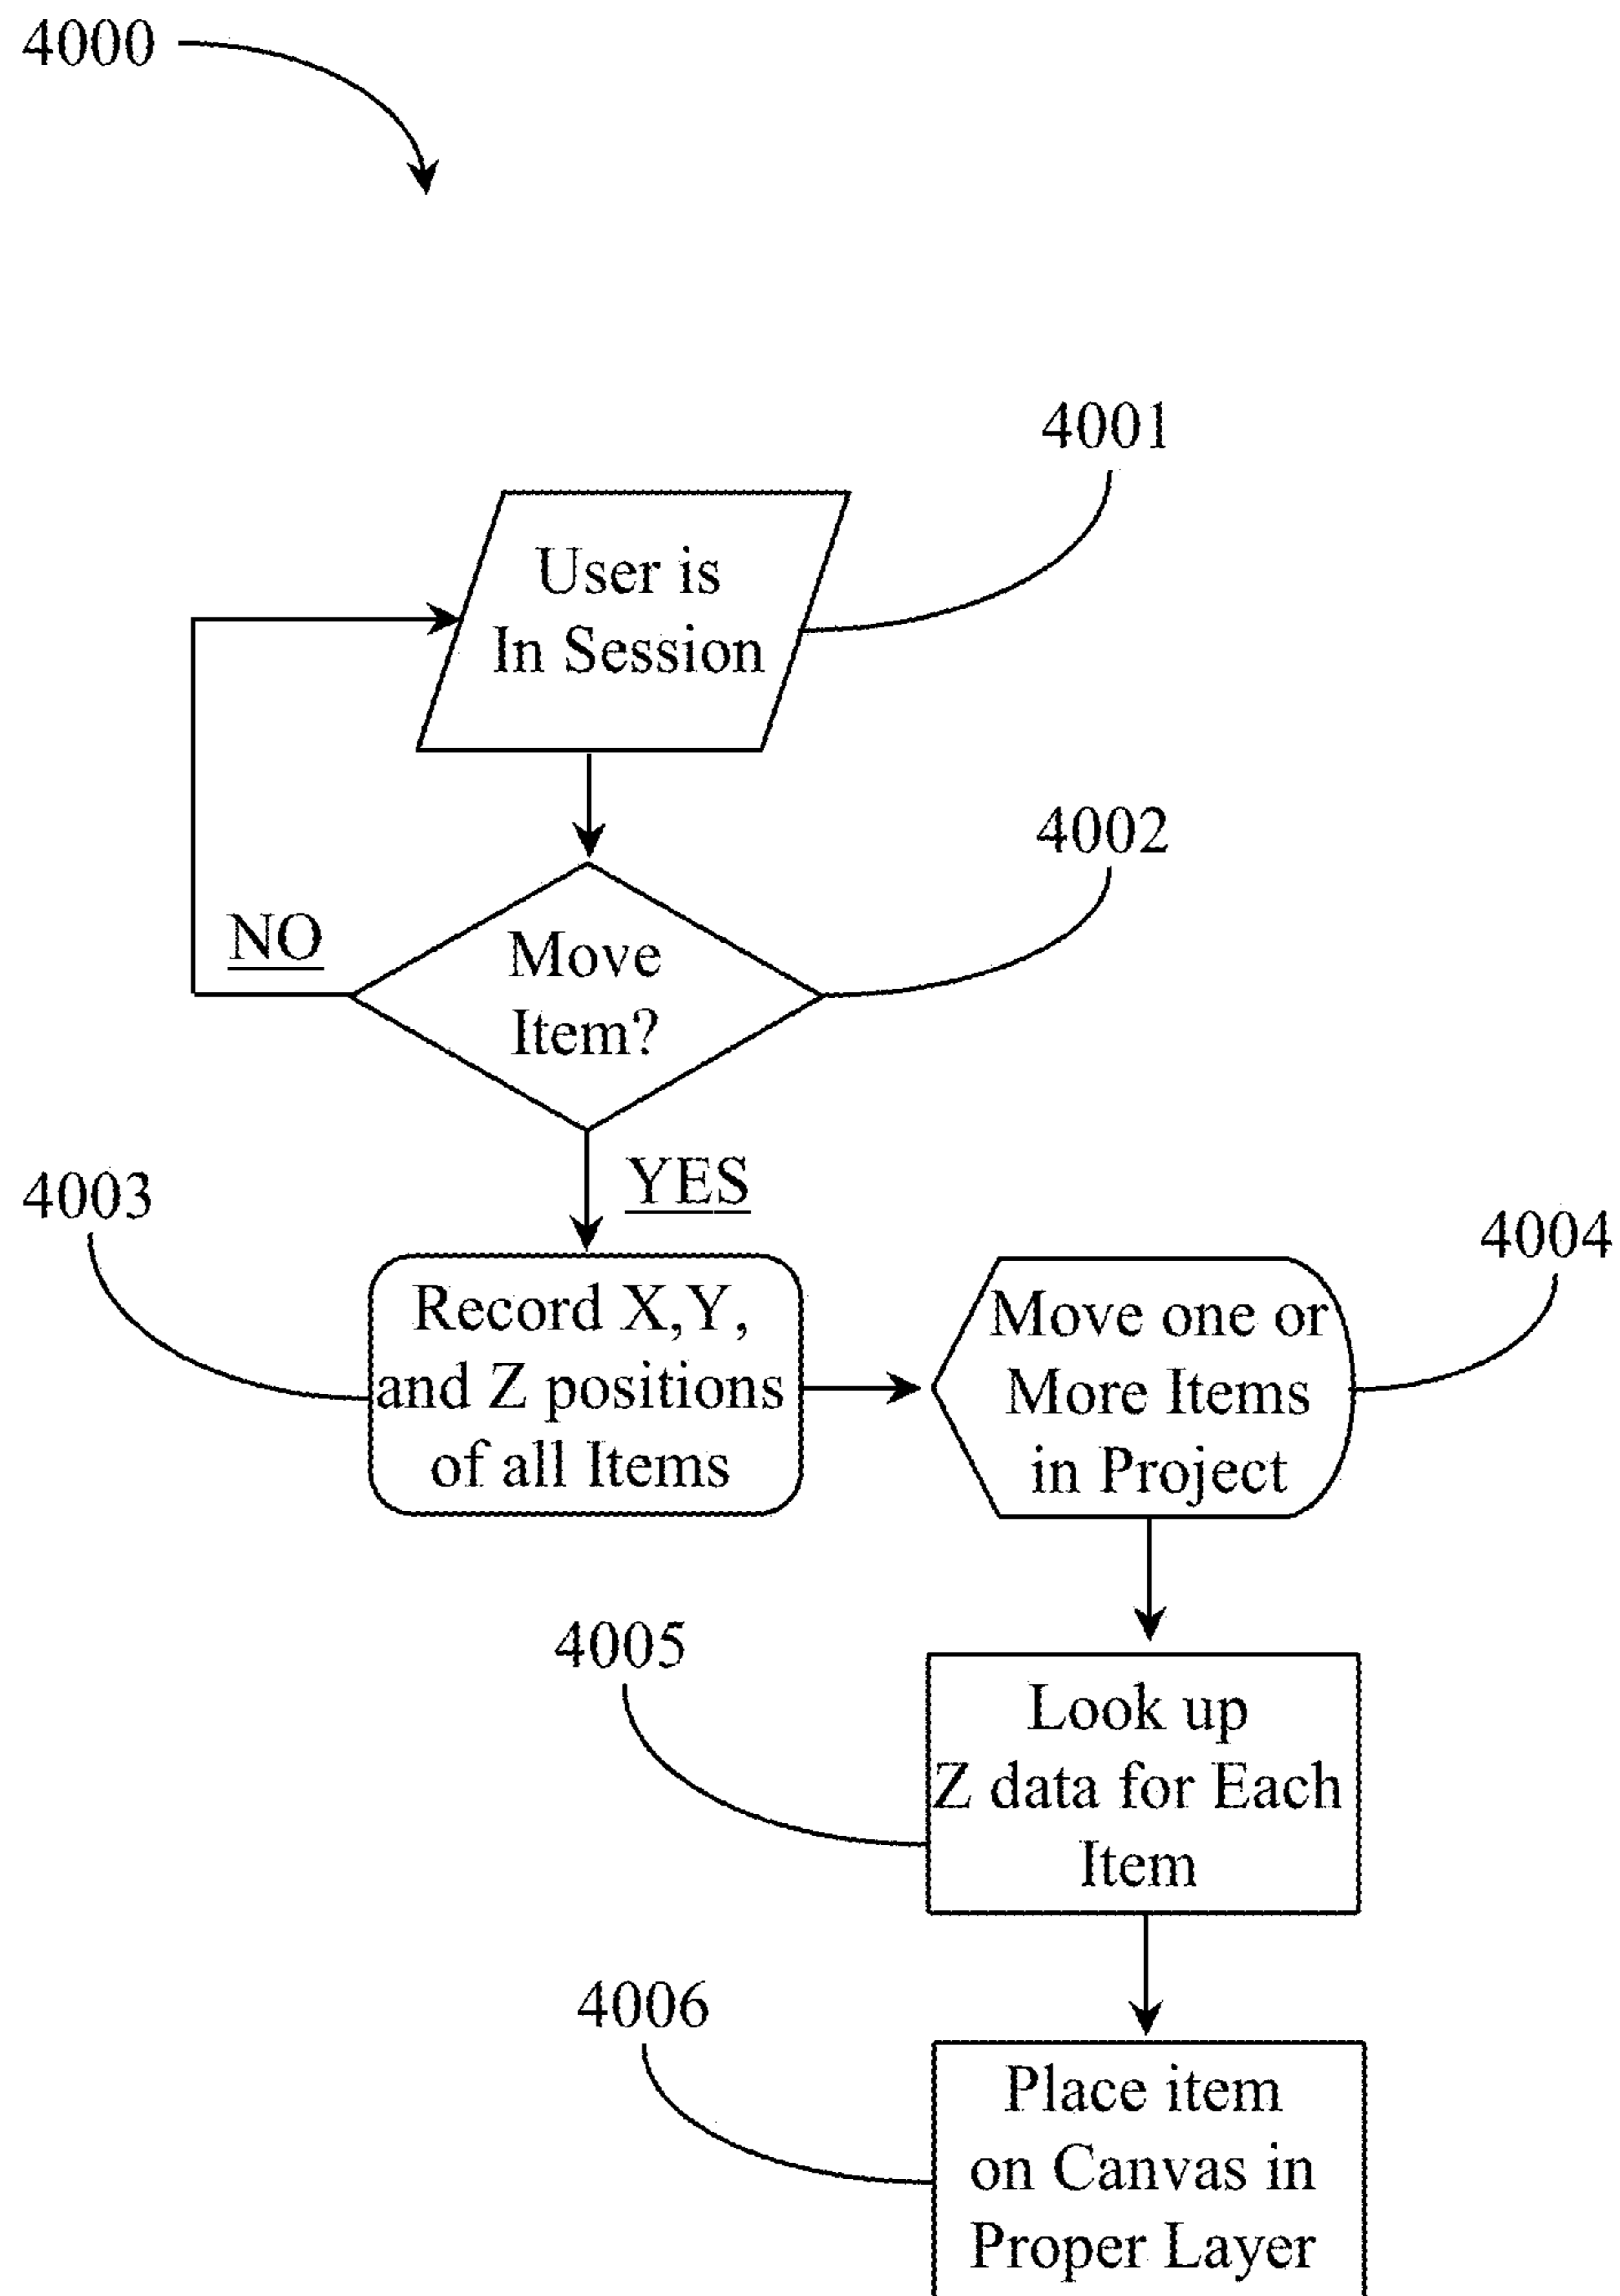 4000
4001
User is
In Session
4002
NO
Move
Item?
YES
4003
4004
Record X,Y,
and Z positions
of all Items
Move one or
More Items
in Project
4005
Look up
Z data for Each
Item
4006
Place item
on Canvas in
Proper Layer